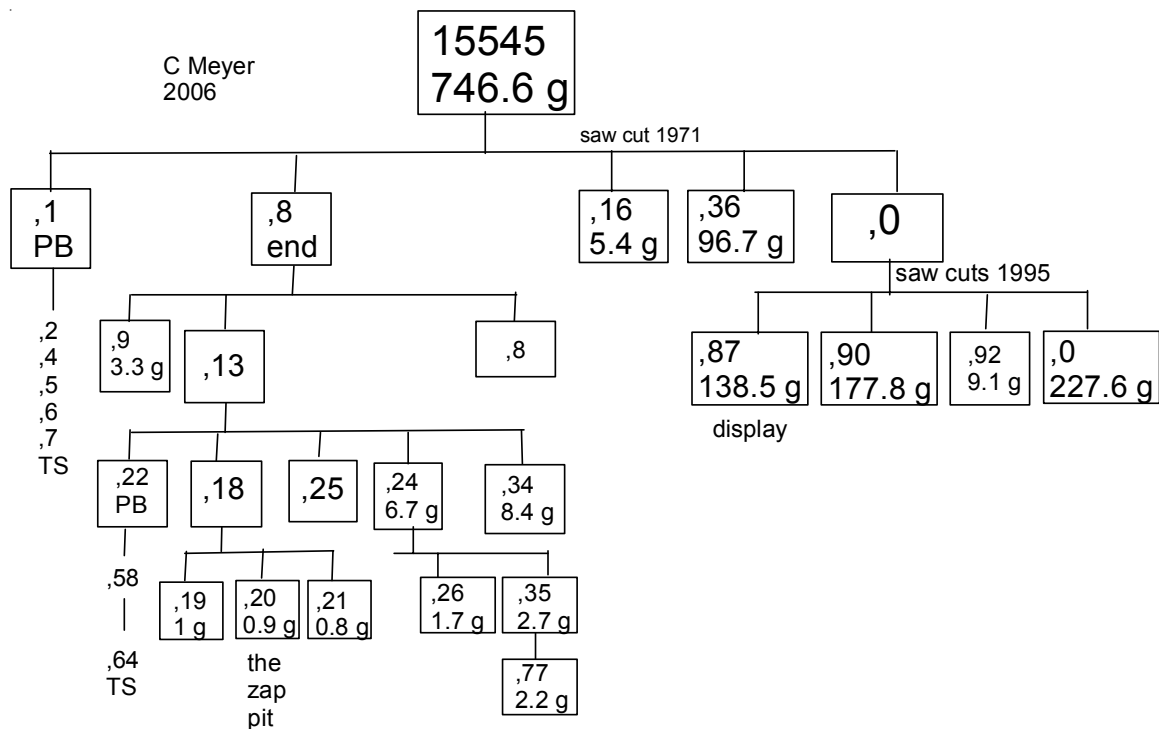 C Meyer
2006
15545
746.6 g
saw cut 1971
,1
PB
,8
end
,16
5.4 g
,36
96.7 g
,0
saw cuts 1995
,2
,4
,5
,6
,7
TS
,9
3.3 g
,13
,8
,87
138.5 g
display
,90
177.8 g
,92
9.1 g
,0
227.6 g
,22
PB
,18
,25
,24
6.7 g
,34
8.4 g
,58
,64
TS
,19
1 g
,20
0.9 g
the
zap
pit
,21
0.8 g
,26
1.7 g
,35
2.7 g
,77
2.2 g